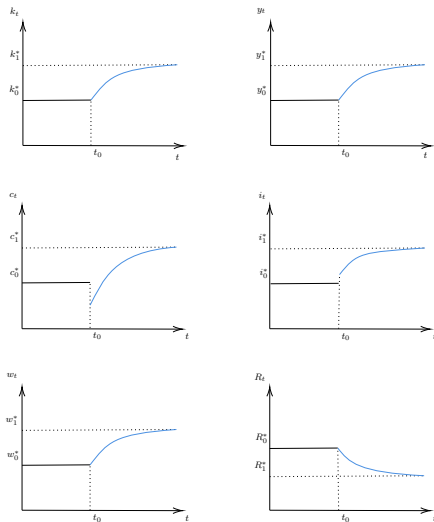 k_t
k_1^*
k_0^*
t_0
t
y_t
y_1^*
y_0^*
t_0
t
c_t
c_1^*
c_0^*
t_0
t
i_t
i_1^*
i_0^*
t_0
t
w_t
w_1^*
w_0^*
t_0
t
R_t
R_0^*
R_1^*
t_0
t